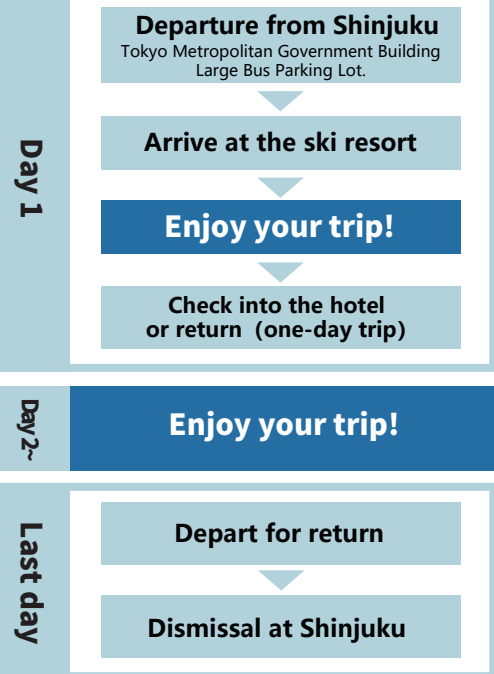 Day 1
Departure from Shinjuku
Tokyo Metropolitan Government Building
Large Bus Parking Lot.
Arrive at the ski resort
Enjoy your trip!
Check into the hotel
or return (one-day trip)
Day2~
Enjoy your trip!
Last day
Depart for return
Dismissal at Shinjuku